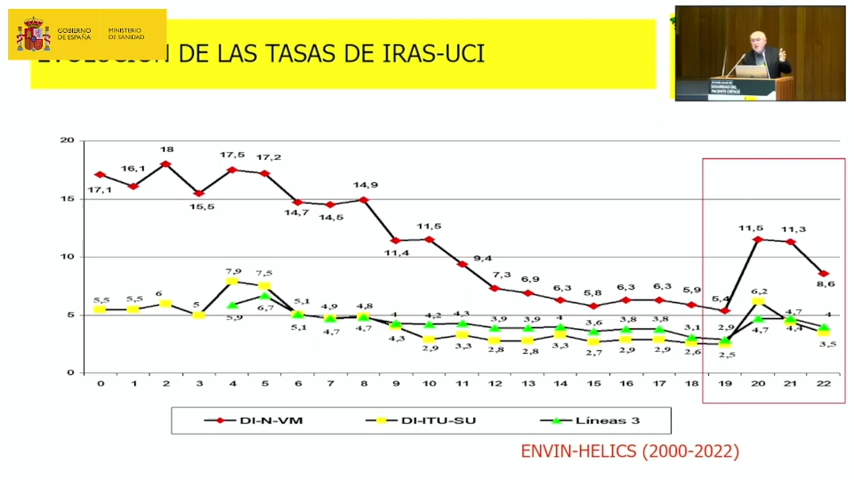 GOBIERNO DE ESPAÑA
MINISTERIO DE SANIDAD
EVOLUCIÓN DE LAS TASAS DE IRAS-UCI
SEGURIDAD DEL
PACIENTE CRÍTICO
20
15
10
5
0
17,1 16,1 18 15,5 17,5 17,2 14,7 14,5 14,9 11,4 11,5 9,4 7,3 6,9 6,3 5,8 6,3 6,3 5,9 5,4 11,5 11,3 8,6
5,5 5,5 6 5 7,9 7,5 5,1 4,9 4,8 4 4,2 4,3 3,9 3,9 4 3,6 3,8 3,8 3,1 2,9 6,2 4,7 4
5,9 6,7 5,1 4,7 4,7 4,3 2,9 3,3 2,8 2,8 3,3 2,7 2,9 2,9 2,6 2,5 4,7 4,4 3,5
0 1 2 3 4 5 6 7 8 9 10 11 12 13 14 15 16 17 18 19 20 21 22
DI-N-VM DI-ITU-SU Líneas 3
ENVIN-HELICS (2000-2022)